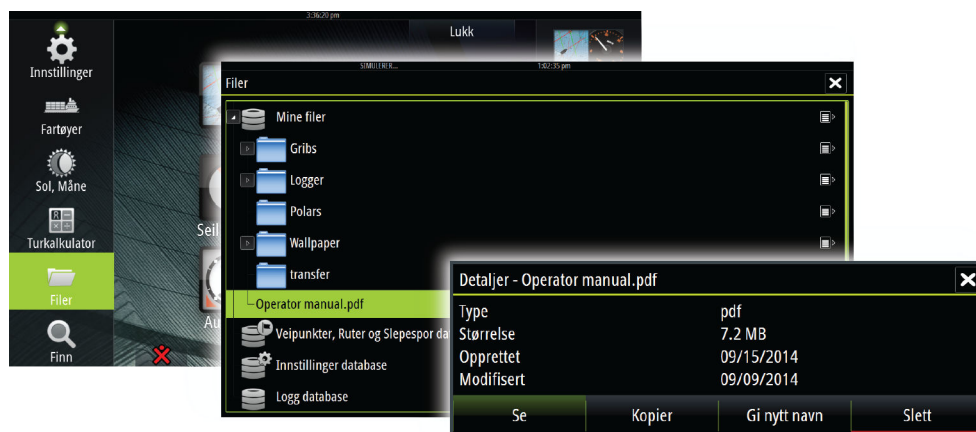 3:36:20 pm
Lukk
Innstillinger
Fartøyer
Sol, Måne
Turkalkulator
Filer
Finn
Seil
Au
SIMULERER...
1:02:35 pm
Filer
Mine filer
Gribs
Logger
Polars
Wallpaper
transfer
Operator manual.pdf
Veipunkter, Ruter og Slepespor da
Innstillinger database
Logg database
Detaljer - Operator manual.pdf
Type pdf
Størrelse 7.2 MB
Opprettet 09/15/2014
Modifisert 09/09/2014
Se Kopier Gi nytt navn Slett